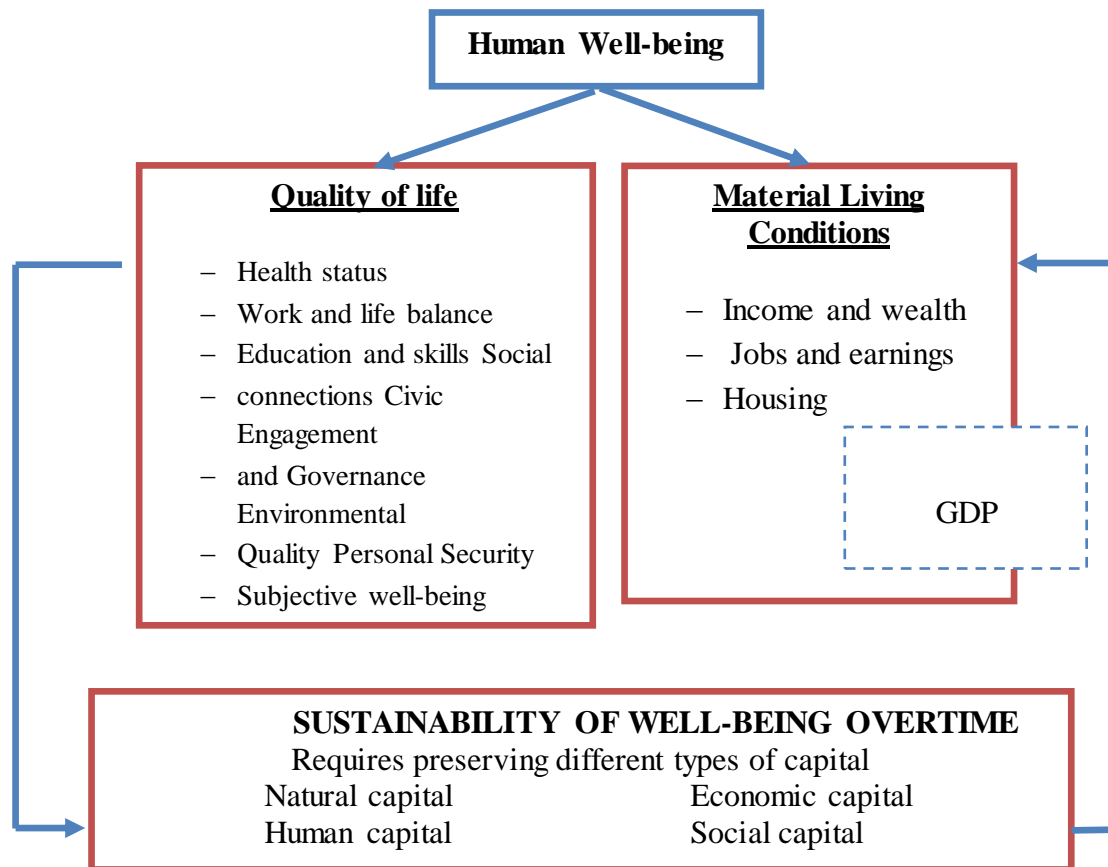 Human Well-being
Quality of life
– Health status
– Work and life balance
– Education and skills Social
– connections Civic
Engagement
– and Governance
Environmental
– Quality Personal Security
– Subjective well-being
Material Living
Conditions
– Income and wealth
– Jobs and earnings
– Housing
GDP
SUSTAINABILITY OF WELL-BEING OVERTIME
Requires preserving different types of capital
Natural capital Economic capital
Human capital Social capital